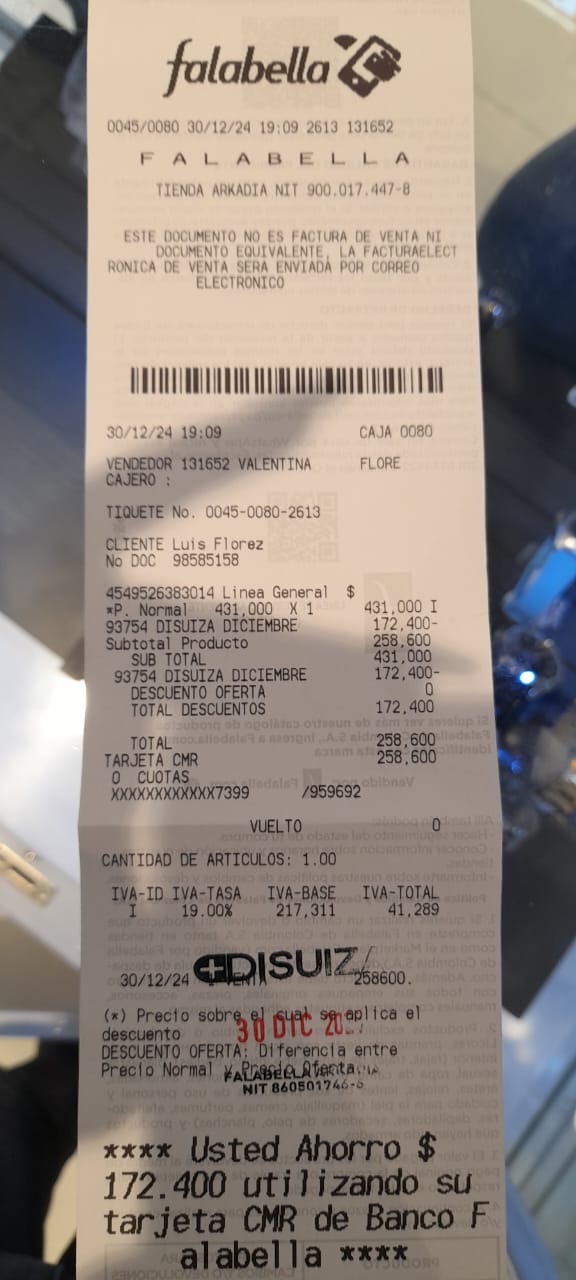 falabella
0045/0080 30/12/24 19:09 2613 131652
F A L A B E L L A
TIENDA ARKADIA NIT 900.017.447-8
ESTE DOCUMENTO NO ES FACTURA DE VENTA NI
DOCUMENTO EQUIVALENTE, LA FACTURAELECT
RONICA DE VENTA SERA ENVIADA POR CORREO
ELECTRONICO
30/12/24 19:09 CAJA 0080
VENDEDOR 131652 VALENTINA FLORE
CAJERO :
TIQUETE No. 0045-0080-2613
CLIENTE Luis Florez
No DOC 98585158
4549526383014 Linea General $
*P. Normal 431,000 X 1 431,000 I
93754 DISUIZA DICIEMBRE 172,400-
Subtotal Producto 258,600
SUB TOTAL 431,000
93754 DISUIZA DICIEMBRE 172,400-
DESCUENTO OFERTA 0
TOTAL DESCUENTOS 172,400
TOTAL 258,600
TARJETA CMR 258,600
0 CUOTAS
XXXXXXXXXXXX7399 /959692
VUELTO 0
CANTIDAD DE ARTICULOS: 1.00
IVA-ID IVA-TASA IVA-BASE IVA-TOTAL
I 19.00% 217,311 41,289
DISUIZ
30/12/24 VENTA 258600.
(*) Precio sobre el cual se aplica el
descuento
30 DIC
DESCUENTO OFERTA: Diferencia entre
Precio Normal y Precio Oferta.
FALABELLA
NIT 860501746-6
**** Usted Ahorro $
172.400 utilizando su
tarjeta CMR de Banco F
alabella ****